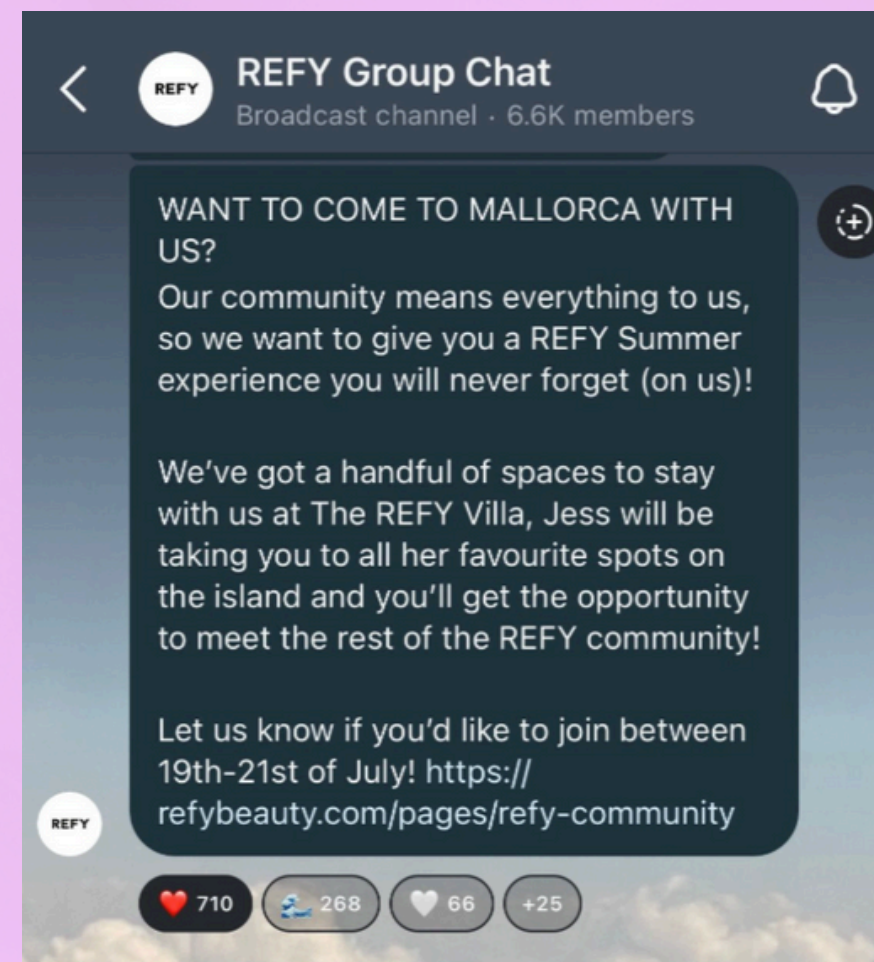 REFY
REFY Group Chat
Broadcast channel · 6.6K members
WANT TO COME TO MALLORCA WITH
US?
Our community means everything to us,
so we want to give you a REFY Summer
experience you will never forget (on us)!
We’ve got a handful of spaces to stay
with us at The REFY Villa, Jess will be
taking you to all her favourite spots on
the island and you’ll get the opportunity
to meet the rest of the REFY community!
Let us know if you’d like to join between
19th-21st of July! https://
refybeauty.com/pages/refy-community
REFY
❤️ 710 🌊 268 🤍 66 +25